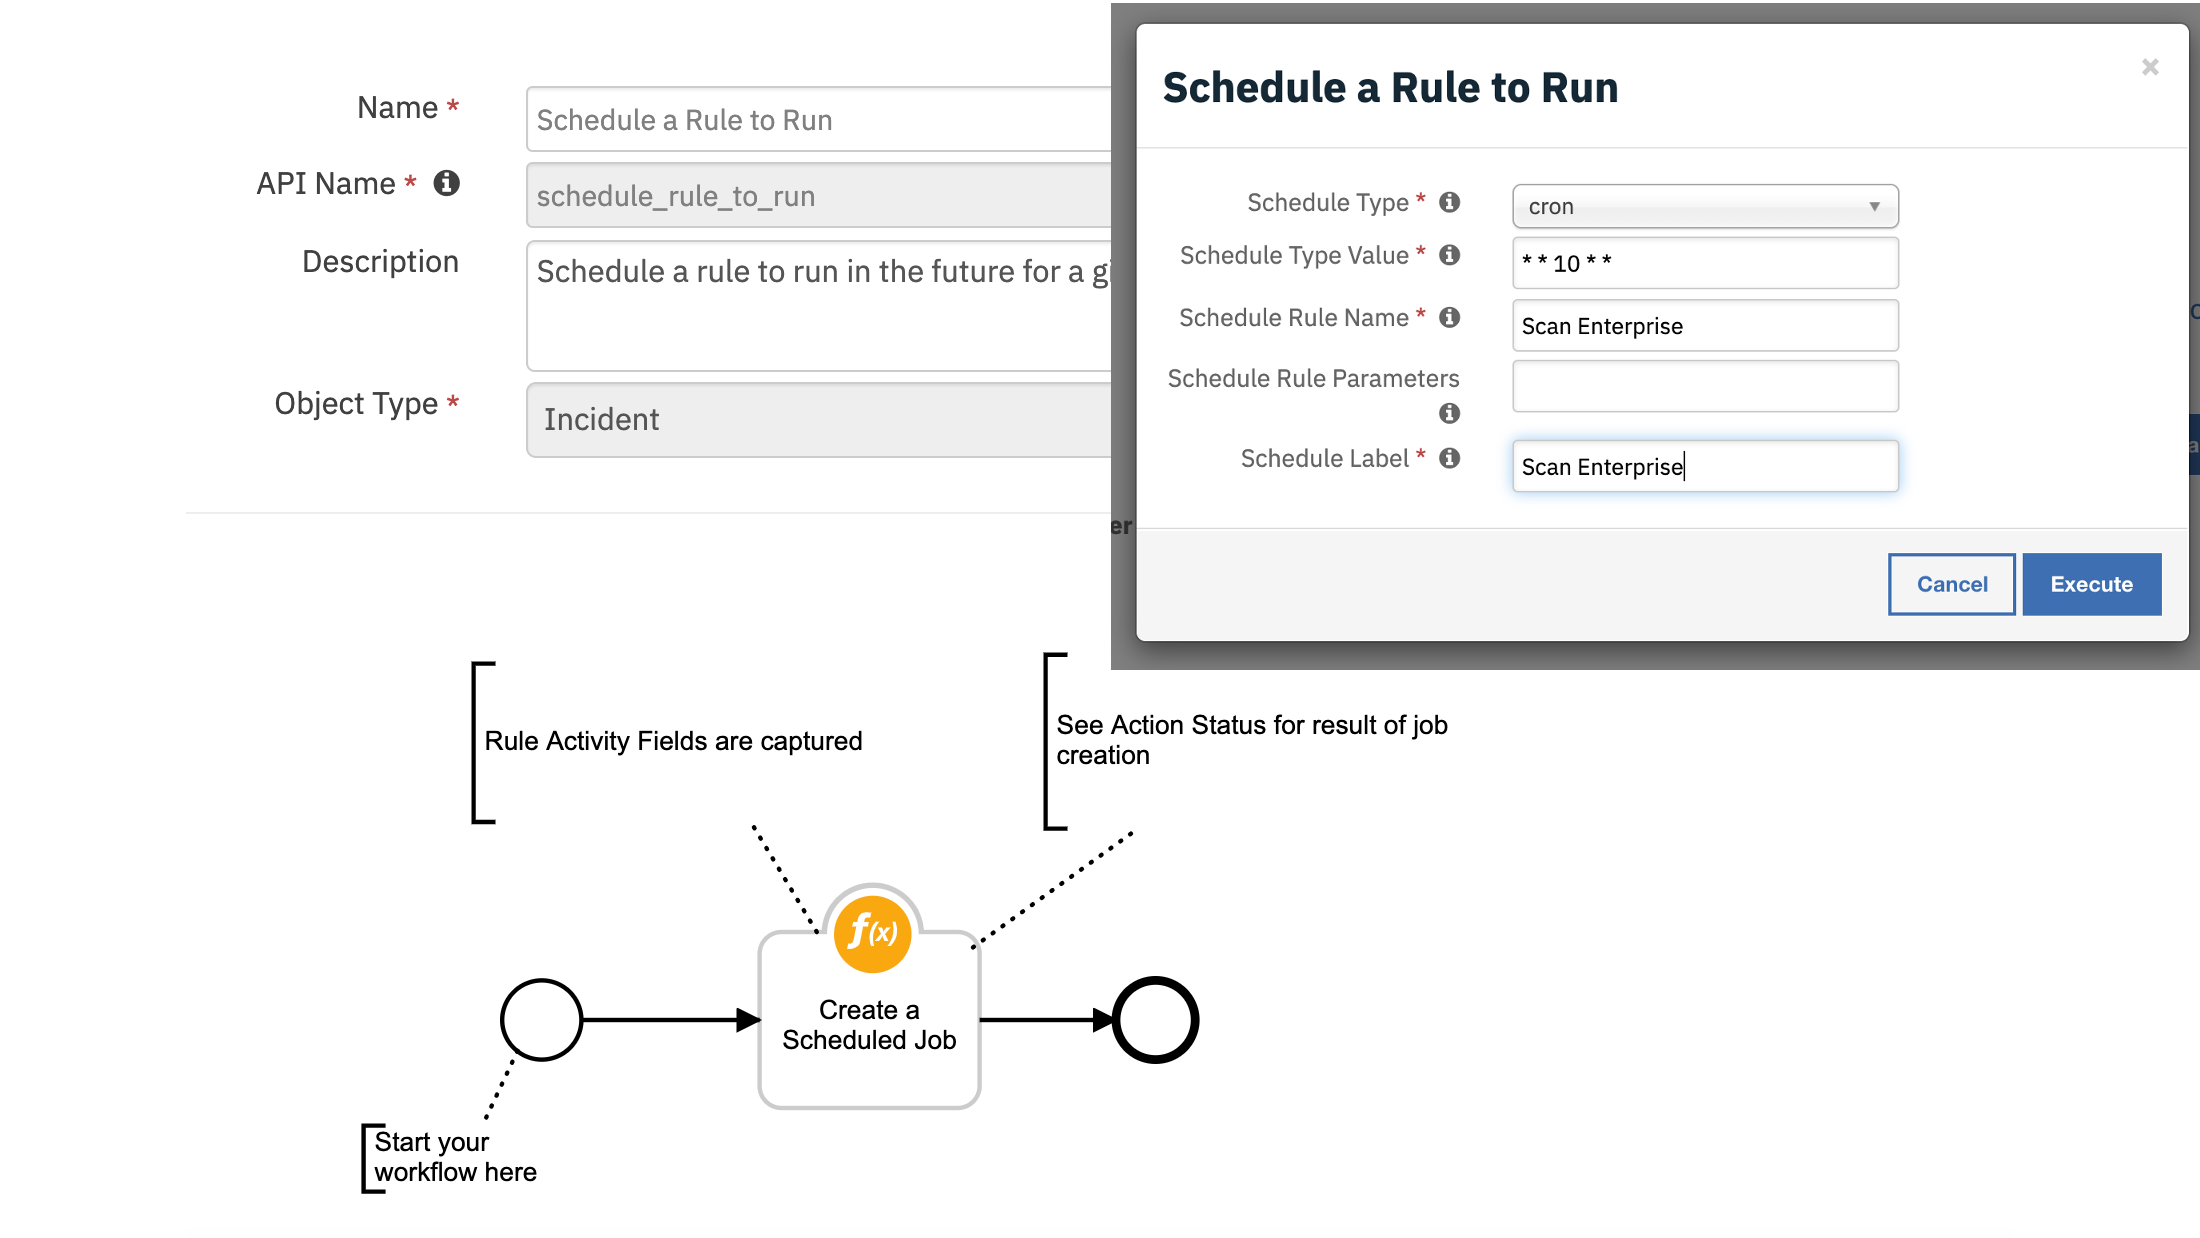 Name *
Schedule a Rule to Run
API Name *
schedule_rule_to_run
Description
Schedule a rule to run in the future for a
Object Type *
Incident
Schedule a Rule to Run
×
Schedule Type *
cron
Schedule Type Value *
* * 10 * *
Schedule Rule Name *
Scan Enterprise
Schedule Rule Parameters
Schedule Label *
Scan Enterprise
er
Cancel
Execute
Rule Activity Fields are captured
See Action Status for result of job
creation
f(x)
Create a
Scheduled Job
Start your
workflow here